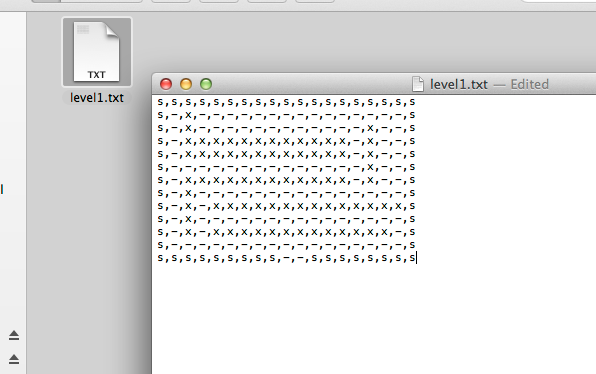 TXT
level1.txt
level1.txt — Edited
s,s,s,s,s,s,s,s,s,s,s,s,s,s,s,s,s,s,s
s,-,x,-,-,-,-,-,-,-,-,-,-,-,-,-,-,-,s
s,-,x,-,-,-,-,-,-,-,-,-,-,-,-,x,-,-,s
s,-,x,x,x,x,x,x,x,x,x,x,x,x,-,x,-,-,s
s,-,x,x,x,x,x,x,x,x,x,x,x,x,-,x,-,-,s
s,-,-,-,-,-,-,-,-,-,-,-,-,-,-,x,-,-,s
s,-,x,x,x,x,x,x,x,x,x,x,x,x,-,x,-,-,s
s,-,x,-,-,-,-,-,-,-,-,-,-,-,-,-,-,-,s
s,-,x,-,x,x,x,x,x,x,x,x,x,x,x,x,x,x,s
s,-,x,-,-,-,-,-,-,-,-,-,-,-,-,-,-,-,s
s,-,x,-,x,x,x,x,x,x,x,x,x,x,x,x,x,-,s
s,-,-,-,-,-,-,-,-,-,-,-,-,-,-,-,-,-,s
s,s,s,s,s,s,s,s,s,-,-,s,s,s,s,s,s,s,s